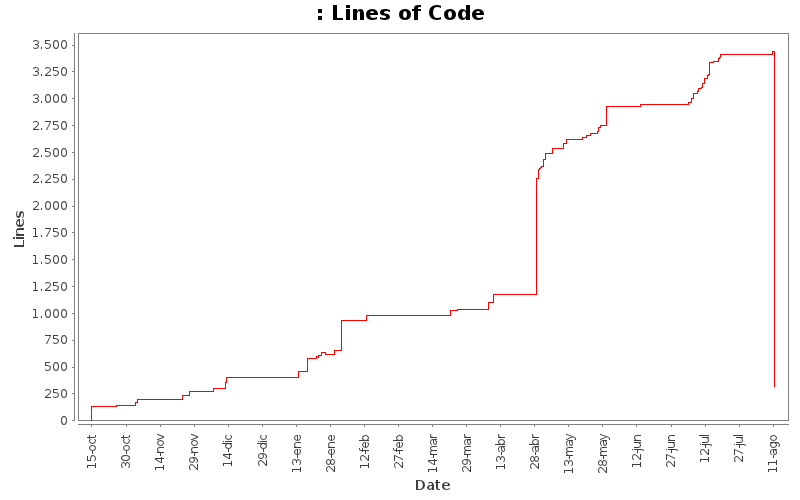 : Lines of Code
3.500
3.250
3.000
2.750
2.500
2.250
2.000
1.750
1.500
1.250
1.000
750
500
250
0
Lines
15-oct
30-oct
14-nov
29-nov
14-dic
29-dic
13-ene
28-ene
12-feb
27-feb
14-mar
29-mar
13-abr
28-abr
13-may
28-may
12-jun
27-jun
12-jul
27-jul
11-ago
Date